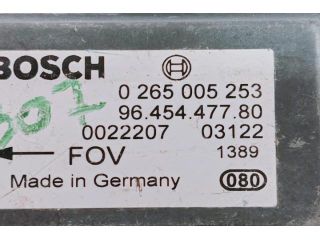 BOSCH
0 265 005 253
96.454.477.80
0022207 03122
FOV 1389
Made in Germany 080